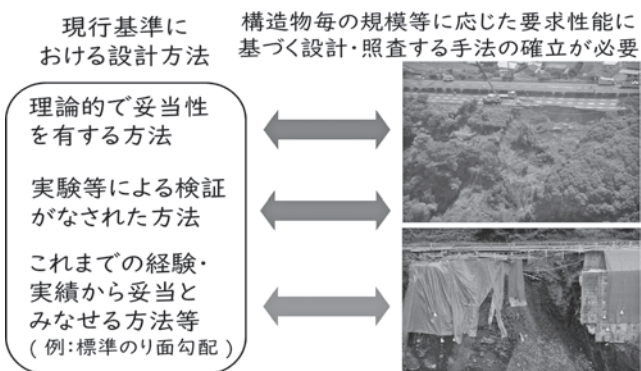 現行基準に
おける設計方法
構造物毎の規模等に応じた要求性能に
基づく設計・照査する手法の確立が必要
理論的で妥当性
を有する方法
実験等による検証
がなされた方法
これまでの経験・
実績から妥当と
みなせる方法等
(例:標準のり面勾配)